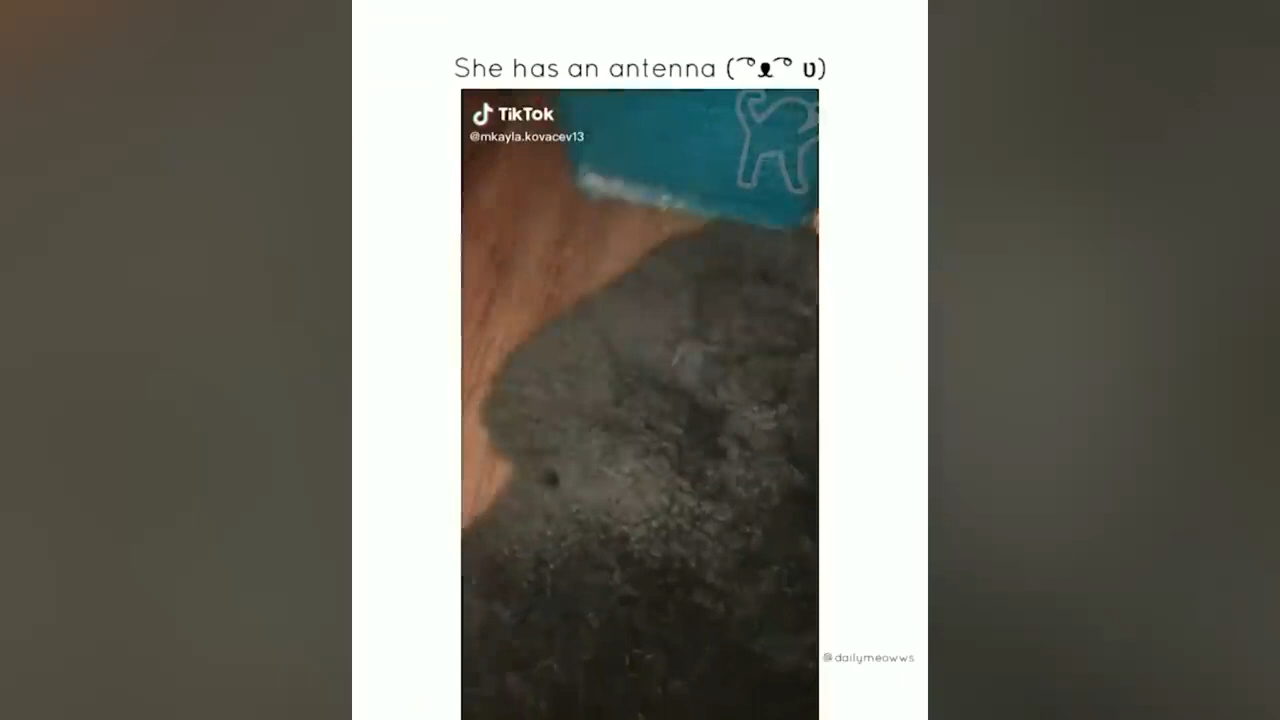 She has an antenna ( ͡° ᴥ ͡° ʋ)
TikTok
@mkayla.kovacev13
@dailymeowws